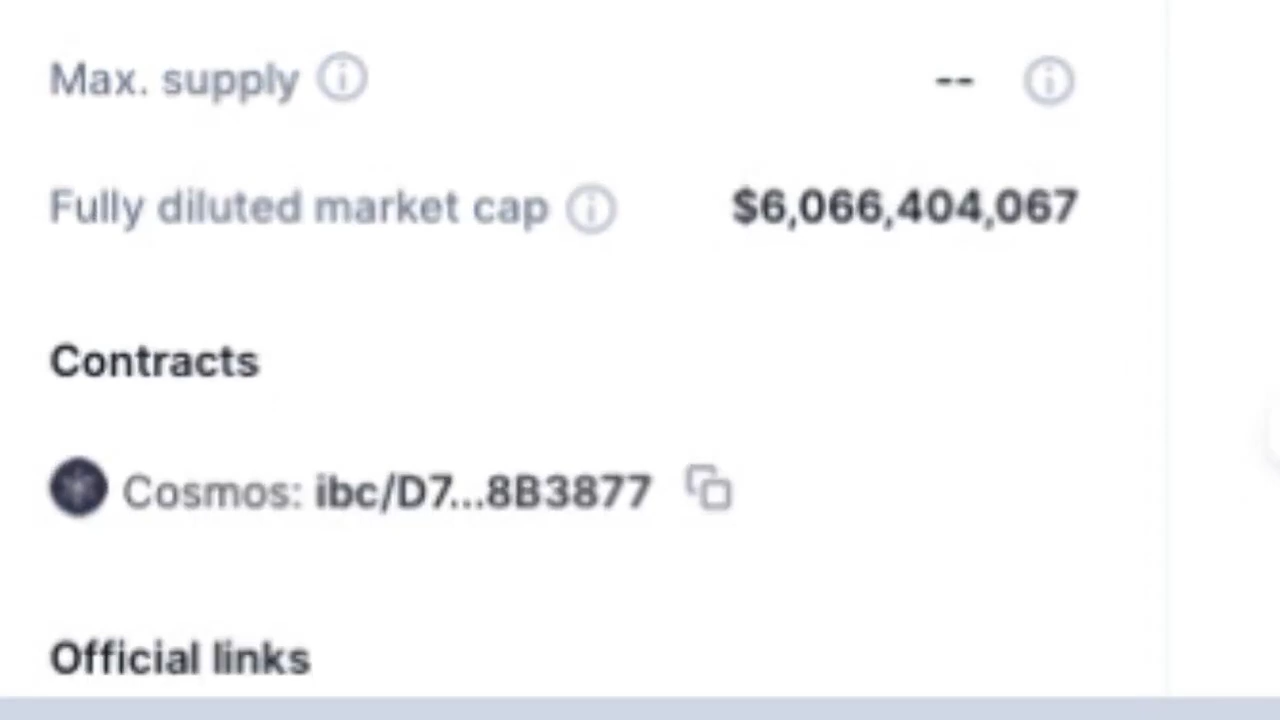 Max. supply --
Fully diluted market cap $6,066,404,067
Contracts
Cosmos: ibc/D7...8B3877
Official links